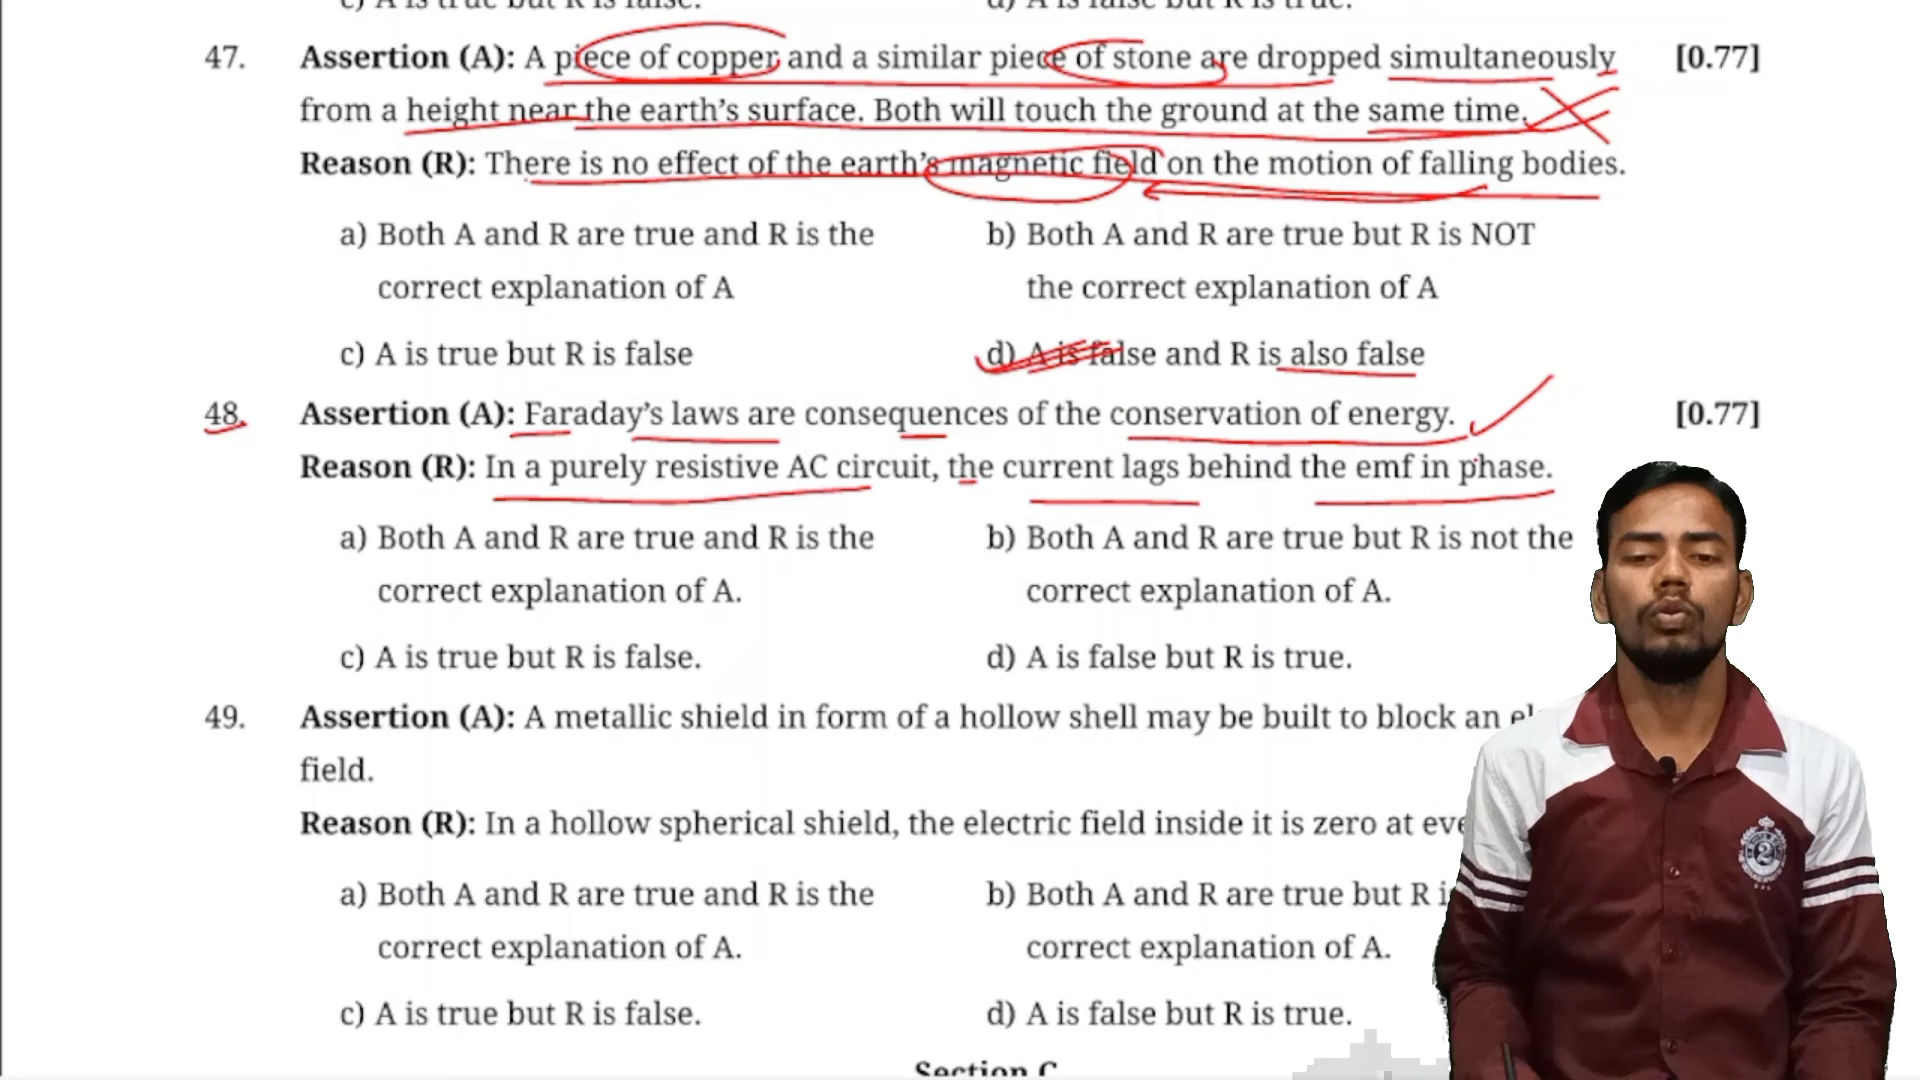 47. Assertion (A): A piece of copper and a similar piece of stone are dropped simultaneously [0.77]
from a height near the earth's surface. Both will touch the ground at the same time.
Reason (R): There is no effect of the earth's magnetic field on the motion of falling bodies.
a) Both A and R are true and R is the b) Both A and R are true but R is NOT
correct explanation of A the correct explanation of A
c) A is true but R is false d) A is false and R is also false
48. Assertion (A): Faraday's laws are consequences of the conservation of energy. [0.77]
Reason (R): In a purely resistive AC circuit, the current lags behind the emf in phase.
a) Both A and R are true and R is the b) Both A and R are true but R is not the
correct explanation of A. correct explanation of A.
c) A is true but R is false. d) A is false but R is true.
49. Assertion (A): A metallic shield in form of a hollow shell may be built to block an
field.
Reason (R): In a hollow spherical shield, the electric field inside it is zero at
a) Both A and R are true and R is the b) Both A and R are true but R
correct explanation of A. correct explanation of A.
c) A is true but R is false. d) A is false but R is true.
Section C
2